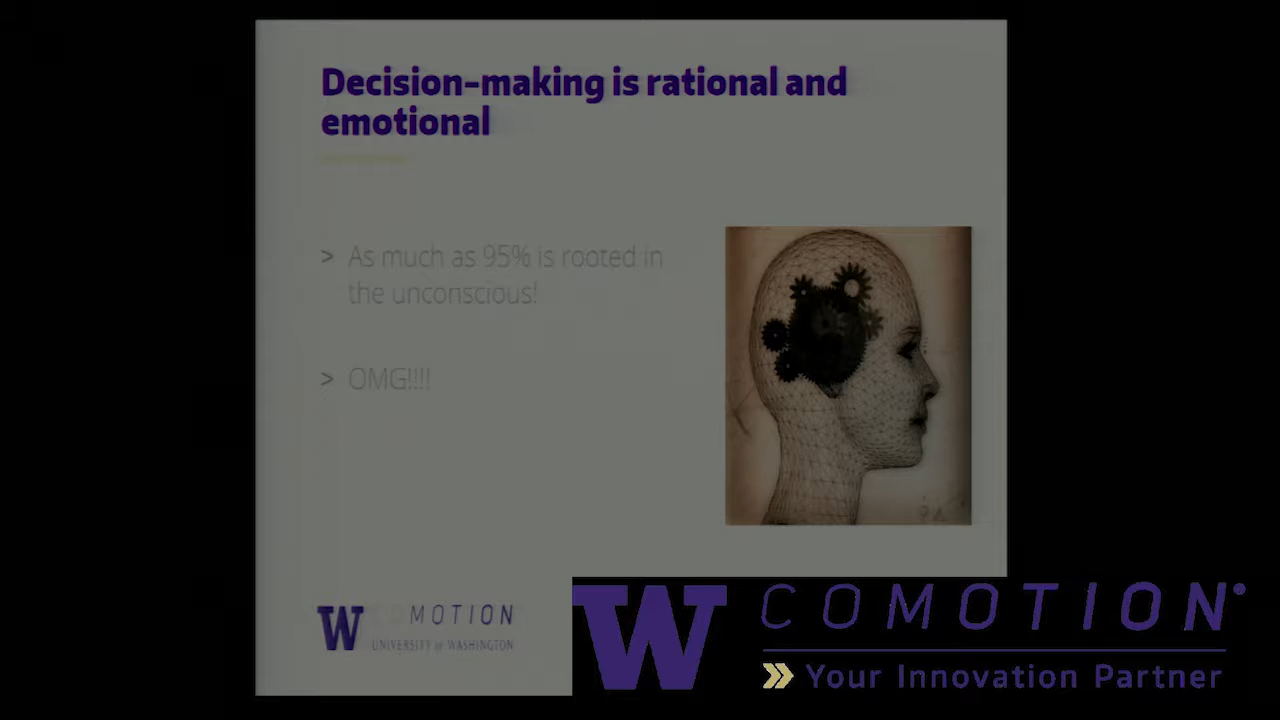 Decision-making is rational and
emotional
> As much as 95% is rooted in
the unconscious!
> OMG!!!!
W COMOTION
UNIVERSITY of WASHINGTON
W COMOTION
Your Innovation Partner